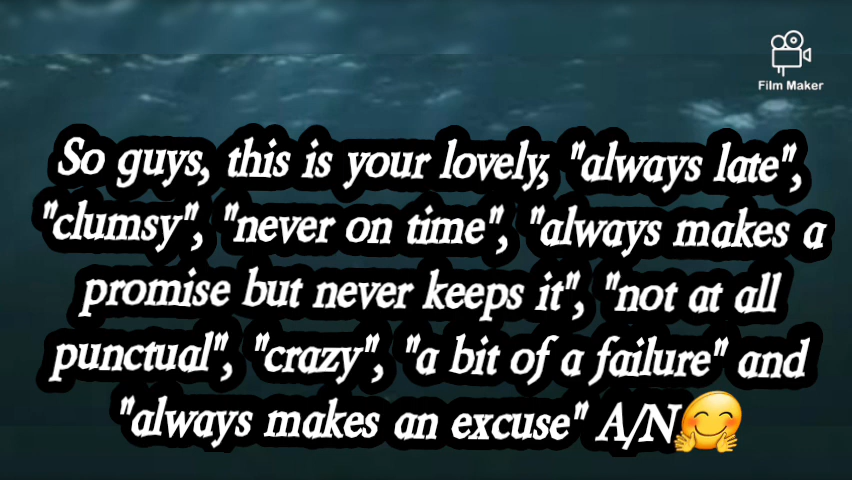 Film Maker
So guys, this is your lovely, "always late",
"clumsy", "never on time", "always makes a
promise but never keeps it", "not at all
punctual", "crazy", "a bit of a failure" and
"always makes an excuse" A/N🤗